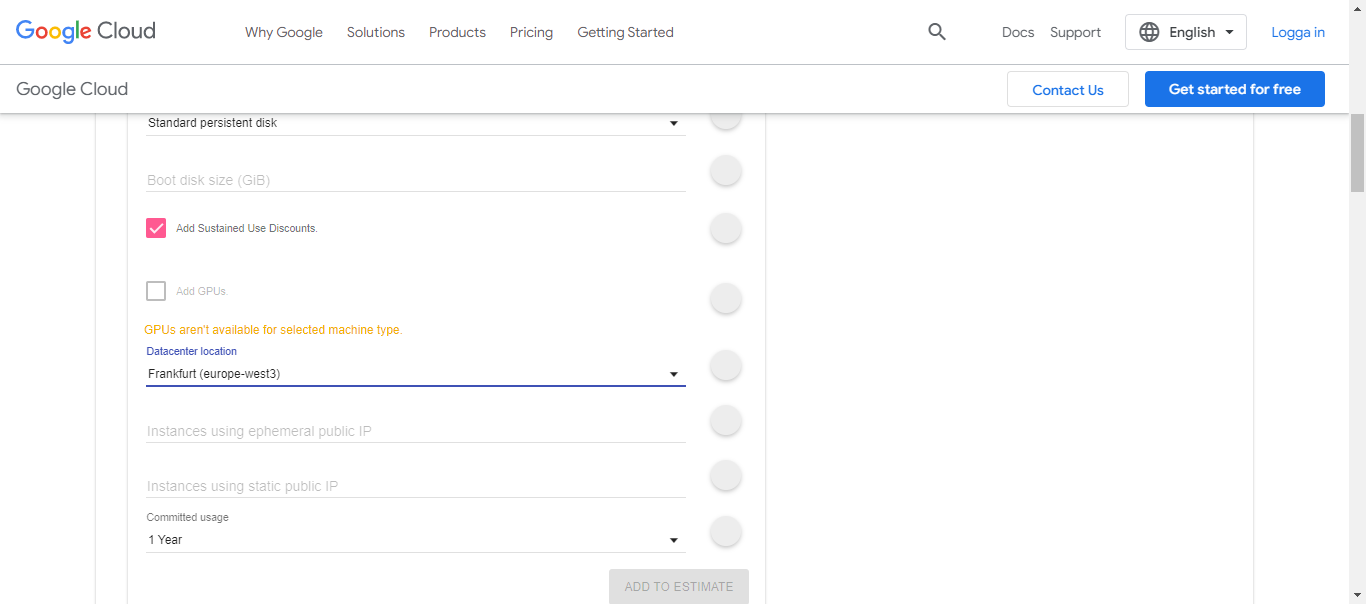 Google Cloud
Why Google Solutions Products Pricing Getting Started
Docs Support English Logga in
Google Cloud
Contact Us Get started for free
Standard persistent disk
Boot disk size (GiB)
Add Sustained Use Discounts.
Add GPUs.
GPUs aren't available for selected machine type.
Datacenter location
Frankfurt (europe-west3)
Instances using ephemeral public IP
Instances using static public IP
Committed usage
1 Year
ADD TO ESTIMATE